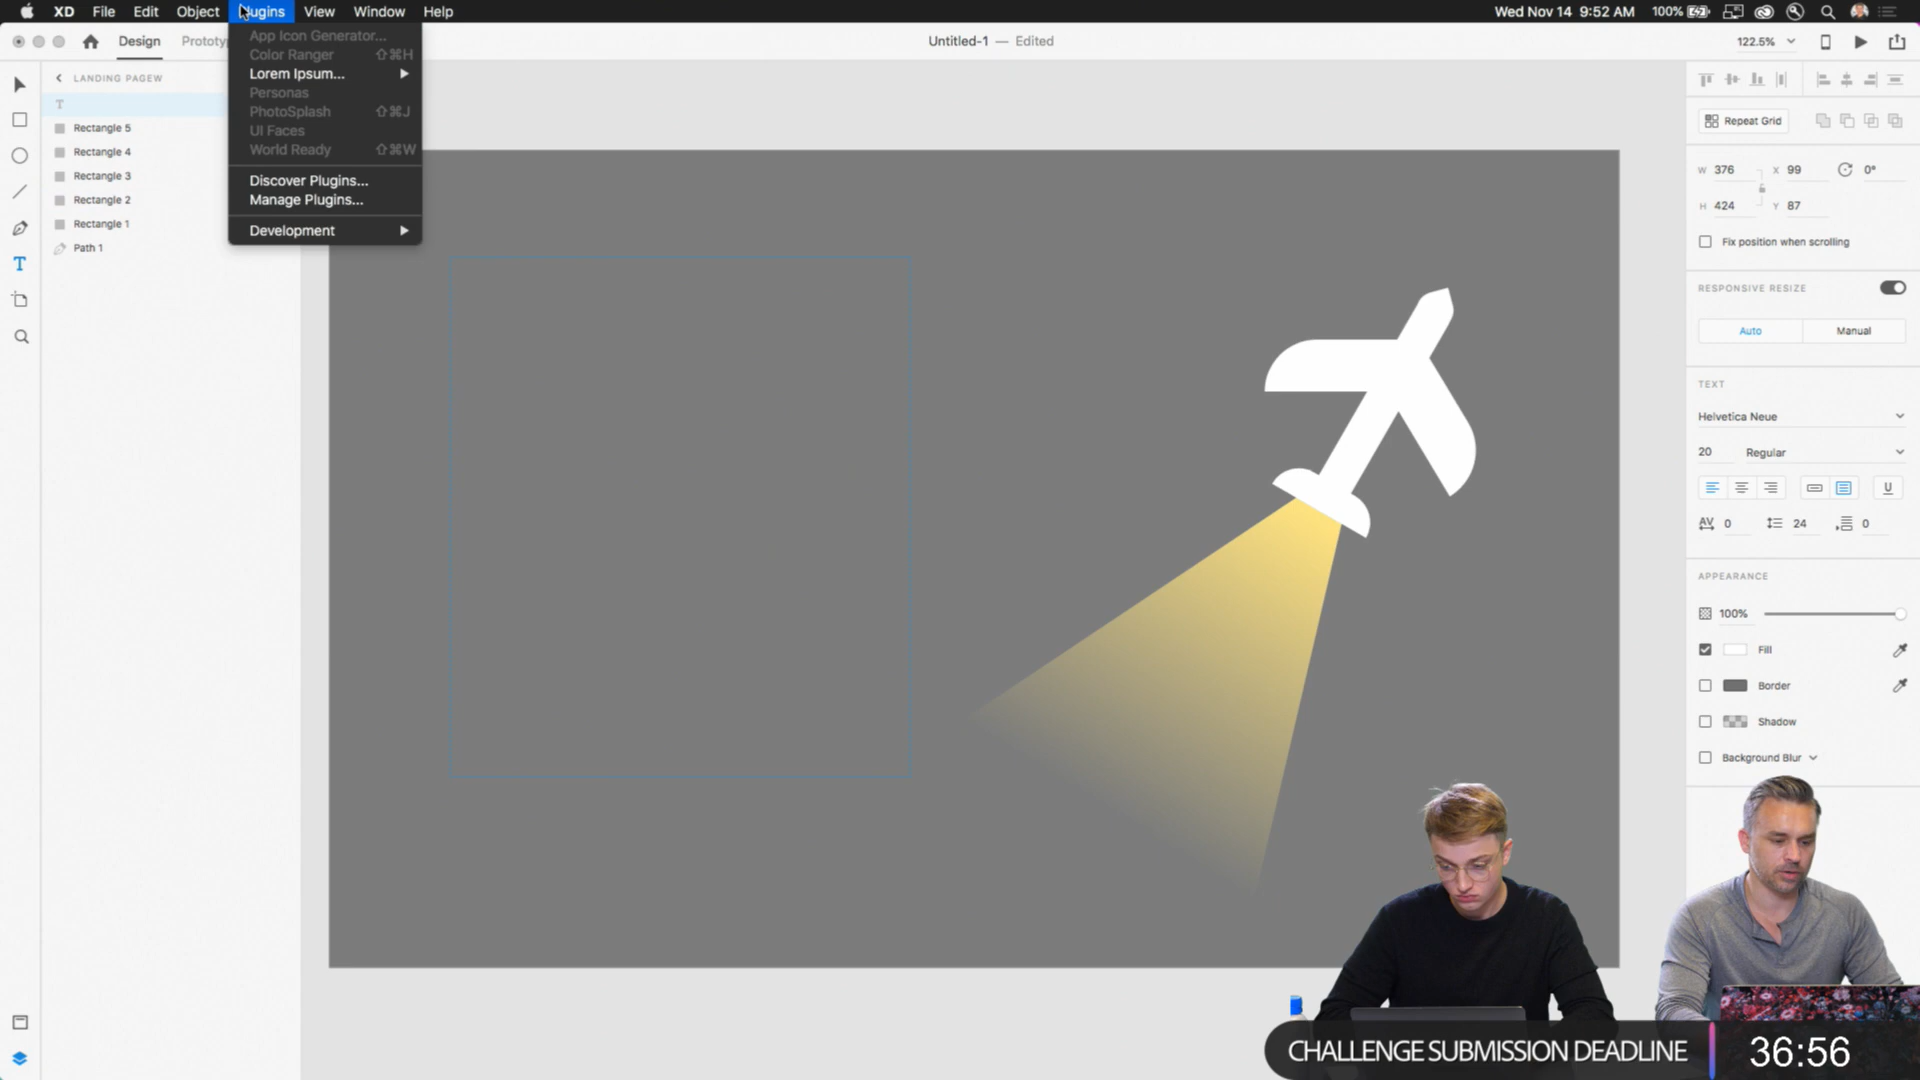 XD File Edit Object Plugins View Window Help
Wed Nov 14 9:52 AM 100%
Design
Untitled-1 — Edited
122.5%
LANDING PAGEW
T
Rectangle 5
Rectangle 4
Rectangle 3
Rectangle 2
Rectangle 1
Path 1
App Icon Generator...
Color Ranger ⇧⌘H
Lorem Ipsum...
Personas
PhotoSplash ⇧⌘J
UI Faces
World Ready ⇧⌘W
Discover Plugins...
Manage Plugins...
Development
Repeat Grid
W 376 X 99 0°
H 424 Y 87
Fix position when scrolling
RESPONSIVE RESIZE
Auto Manual
TEXT
Helvetica Neue
20 Regular
AV 0 24 0
APPEARANCE
100%
Fill
Border
Shadow
Background Blur
CHALLENGE SUBMISSION DEADLINE 36:56